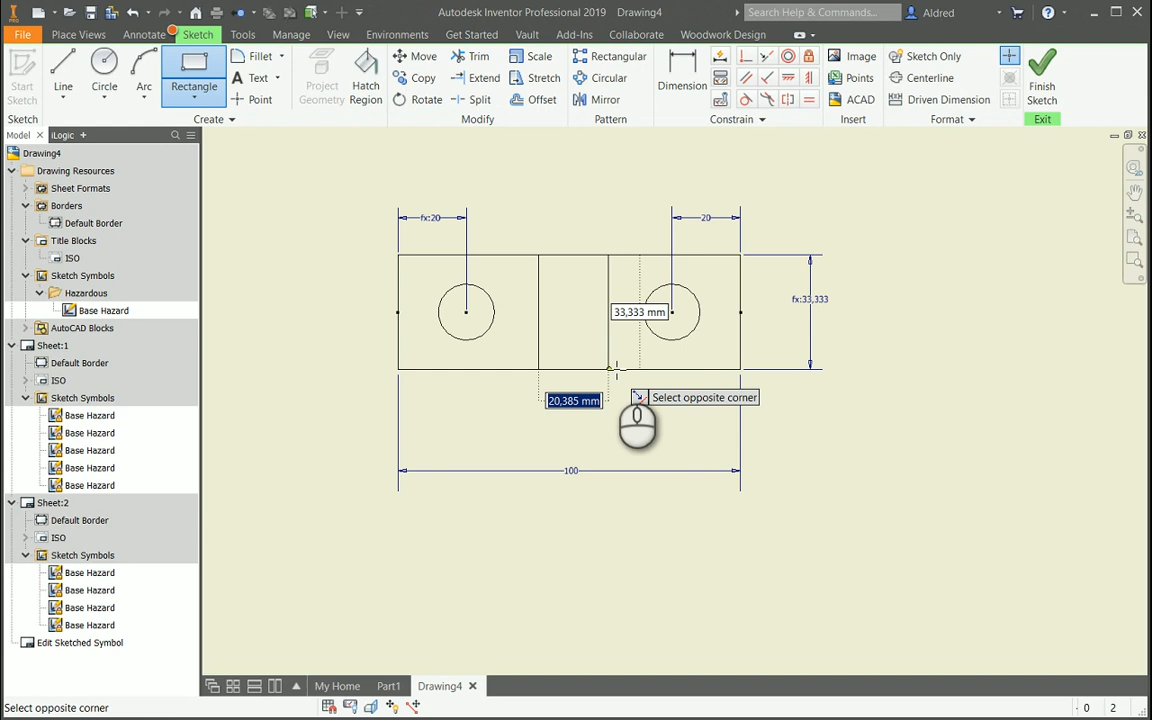 PRO
Autodesk Inventor Professional 2019 Drawing4
Search Help & Commands...
Aldred
File
Place Views
Annotate
Sketch
Tools
Manage
View
Environments
Get Started
Vault
Add-Ins
Collaborate
Woodwork Design
Start Sketch
Line
Circle
Arc
Rectangle
Fillet
Text
Point
Project Geometry
Hatch Region
Move
Copy
Rotate
Trim
Extend
Split
Scale
Stretch
Offset
Rectangular
Circular
Mirror
Dimension
Image
Points
ACAD
Sketch Only
Centerline
Driven Dimension
Finish Sketch
Sketch
Create
Modify
Pattern
Constrain
Insert
Format
Exit
Model
iLogic
Drawing4
Drawing Resources
Sheet Formats
Borders
Default Border
Title Blocks
ISO
Sketch Symbols
Hazardous
Base Hazard
AutoCAD Blocks
Sheet:1
Default Border
ISO
Sketch Symbols
Base Hazard
Base Hazard
Base Hazard
Base Hazard
Base Hazard
Sheet:2
Default Border
ISO
Sketch Symbols
Base Hazard
Base Hazard
Base Hazard
Base Hazard
Edit Sketched Symbol
fx:20
20
fx:33,333
33,333 mm
20,385 mm
Select opposite corner
100
My Home
Part1
Drawing4
Select opposite corner
0 2